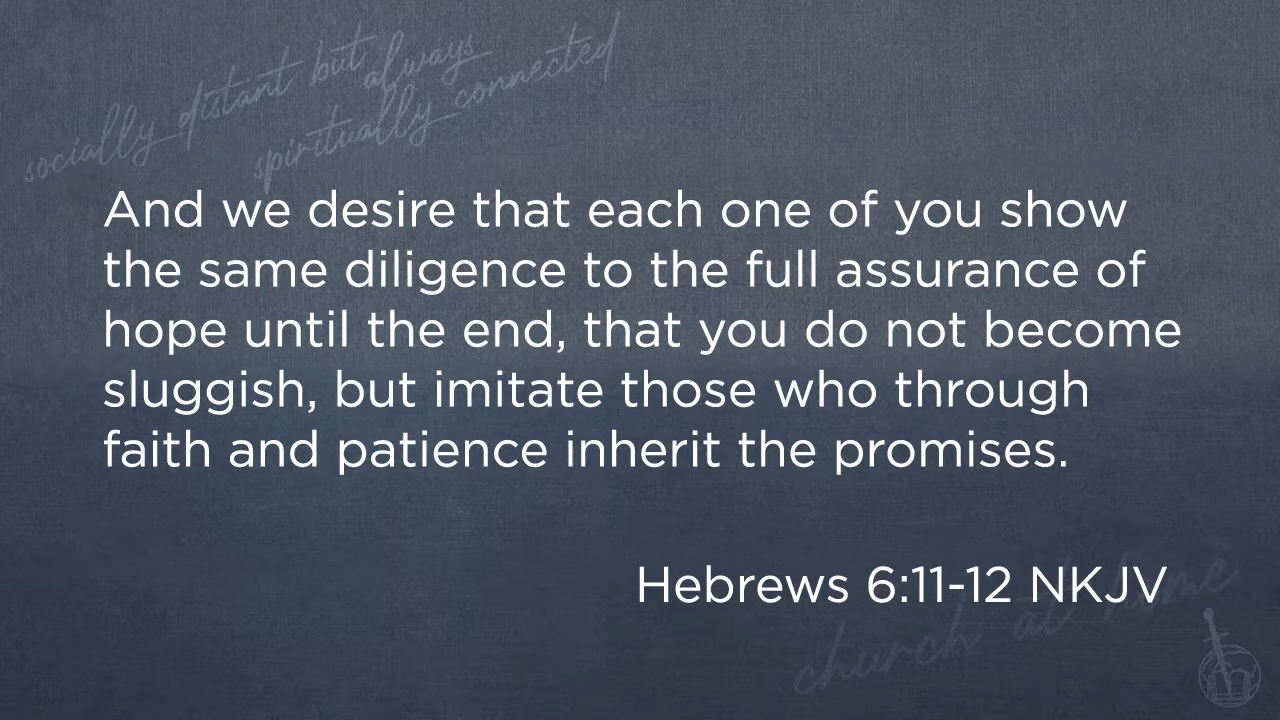 socially distant but always
spiritually connected
And we desire that each one of you show
the same diligence to the full assurance of
hope until the end, that you do not become
sluggish, but imitate those who through
faith and patience inherit the promises.
Hebrews 6:11-12 NKJV
church at home